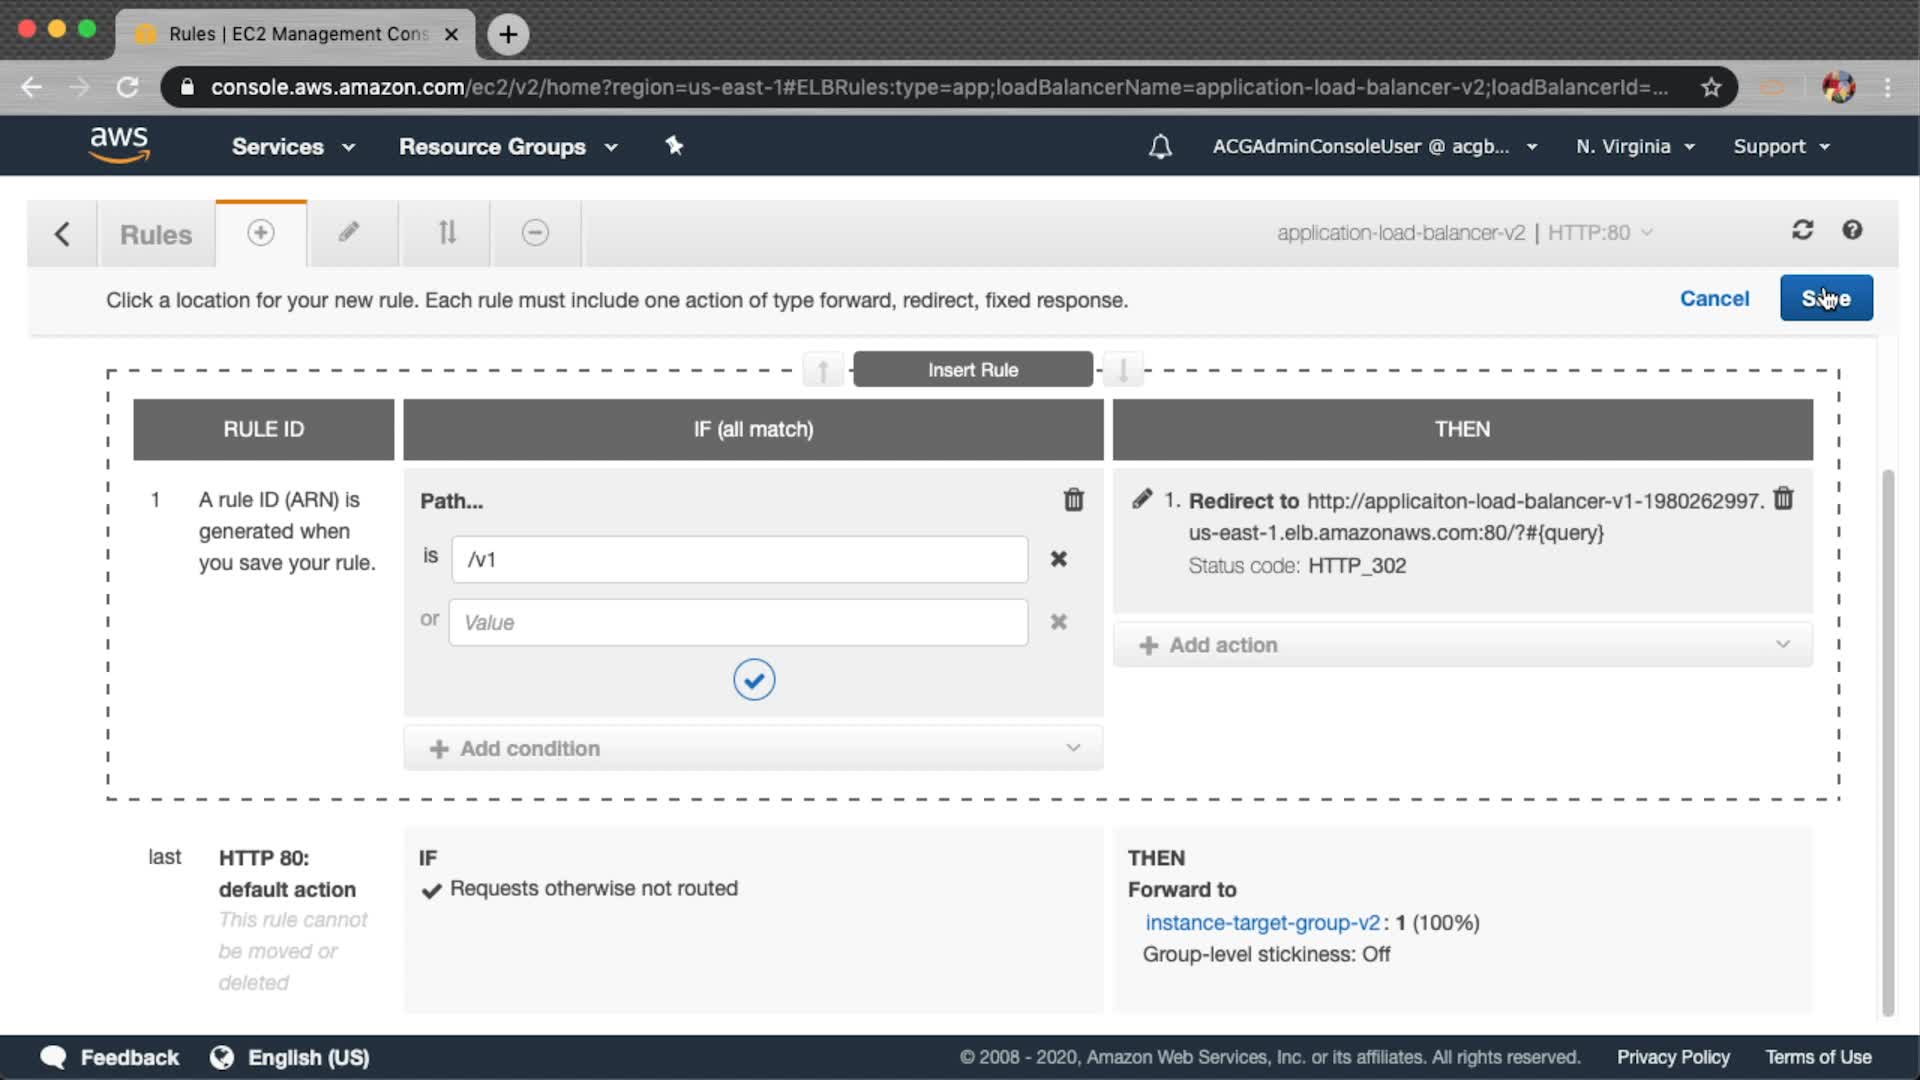 Rules | EC2 Management Cons
console.aws.amazon.com/ec2/v2/home?region=us-east-1#ELBRules:type=app;loadBalancerName=application-load-balancer-v2;loadBalancerId=...
aws Services Resource Groups ACGAdminConsoleUser @ acgb... N. Virginia Support
Rules application-load-balancer-v2 | HTTP:80
Click a location for your new rule. Each rule must include one action of type forward, redirect, fixed response. Cancel Save
Insert Rule
RULE ID IF (all match) THEN
1 A rule ID (ARN) is
generated when
you save your rule.
Path...
is /v1
or Value
Add condition
1. Redirect to http://applicaiton-load-balancer-v1-1980262997.
us-east-1.elb.amazonaws.com:80/?#{query}
Status code: HTTP_302
Add action
last HTTP 80:
default action
This rule cannot
be moved or
deleted
IF
Requests otherwise not routed
THEN
Forward to
instance-target-group-v2: 1 (100%)
Group-level stickiness: Off
Feedback English (US) © 2008 - 2020, Amazon Web Services, Inc. or its affiliates. All rights reserved. Privacy Policy Terms of Use